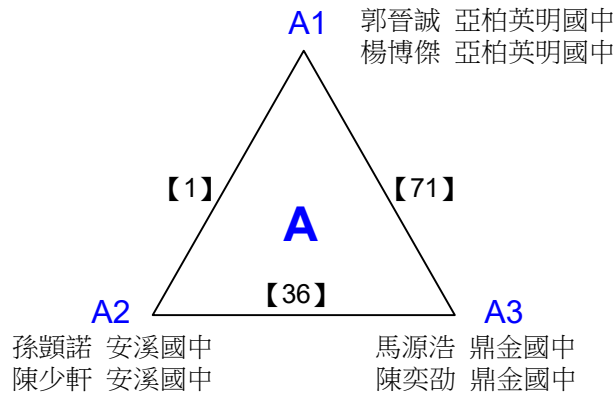 A1
郭晉誠 亞柏英明國中
楊博傑 亞柏英明國中
【1】
【71】
A
【36】
A2
A3
孫顗諾 安溪國中
陳少軒 安溪國中
馬源浩 鼎金國中
陳奕劭 鼎金國中